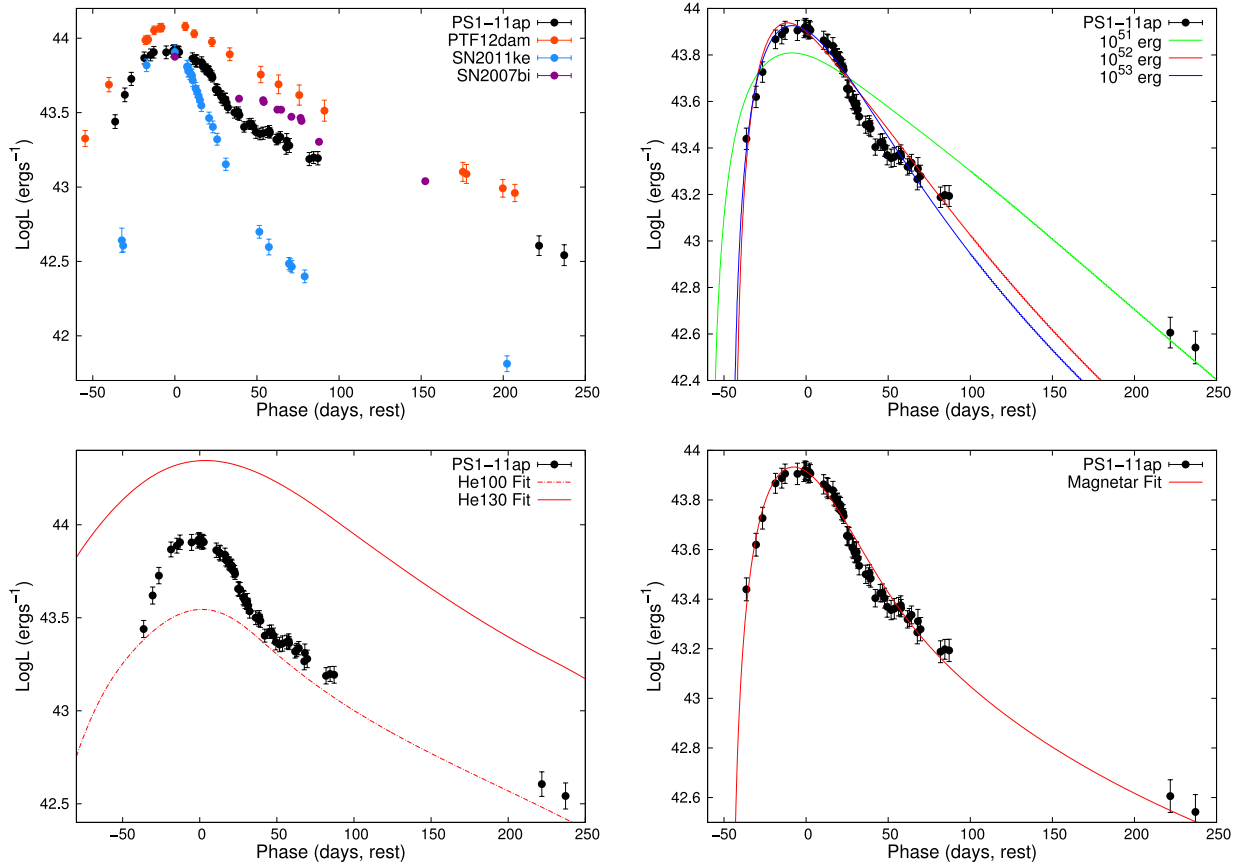 PS1-11ap
PTF12dam
SN2011ke
SN2007bi
44
43.5
43
42.5
42
LogL (ergs⁻¹)
−50 0 50 100 150 200 250
Phase (days, rest)
PS1-11ap
10⁵¹ erg
10⁵² erg
10⁵³ erg
44
43.8
43.6
43.4
43.2
43
42.8
42.6
42.4
LogL (ergs⁻¹)
−50 0 50 100 150 200 250
Phase (days, rest)
PS1-11ap
He100 Fit
He130 Fit
44
43.5
43
42.5
LogL (ergs⁻¹)
−50 0 50 100 150 200 250
Phase (days, rest)
PS1-11ap
Magnetar Fit
44
43.8
43.6
43.4
43.2
43
42.8
42.6
LogL (ergs⁻¹)
−50 0 50 100 150 200 250
Phase (days, rest)